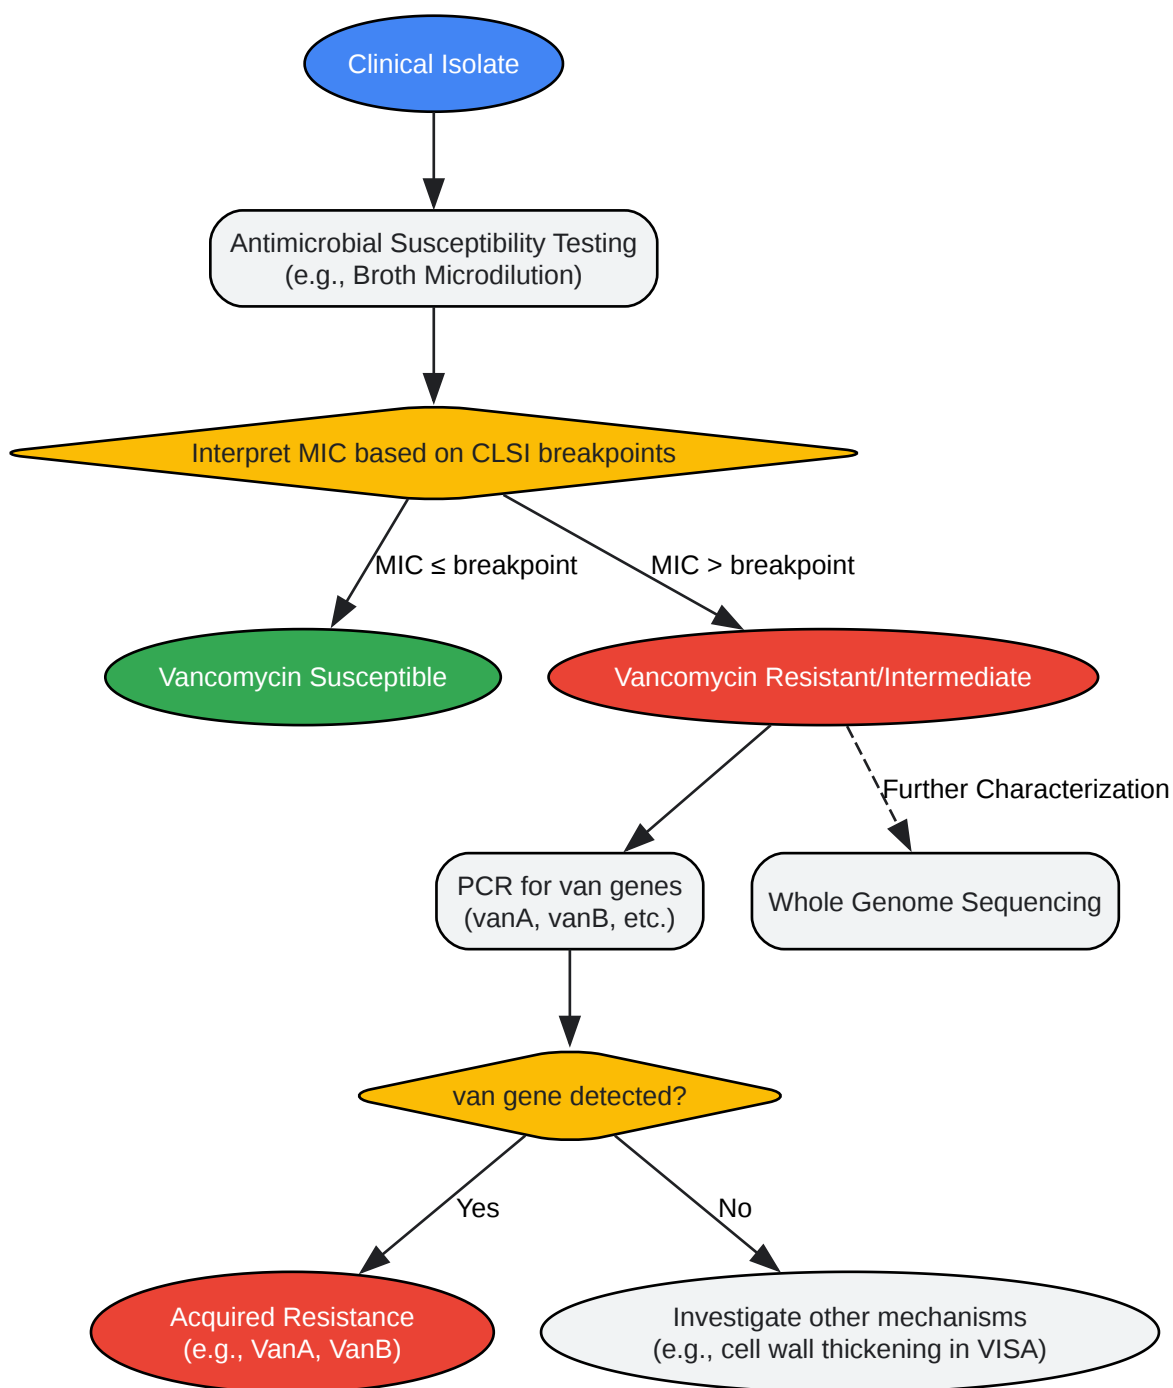 Clinical Isolate
Antimicrobial Susceptibility Testing
(e.g., Broth Microdilution)
Interpret MIC based on CLSI breakpoints
MIC ≤ breakpoint
MIC > breakpoint
Vancomycin Susceptible
Vancomycin Resistant/Intermediate
Further Characterization
PCR for van genes
(vanA, vanB, etc.)
Whole Genome Sequencing
van gene detected?
Yes
No
Acquired Resistance
(e.g., VanA, VanB)
Investigate other mechanisms
(e.g., cell wall thickening in VISA)